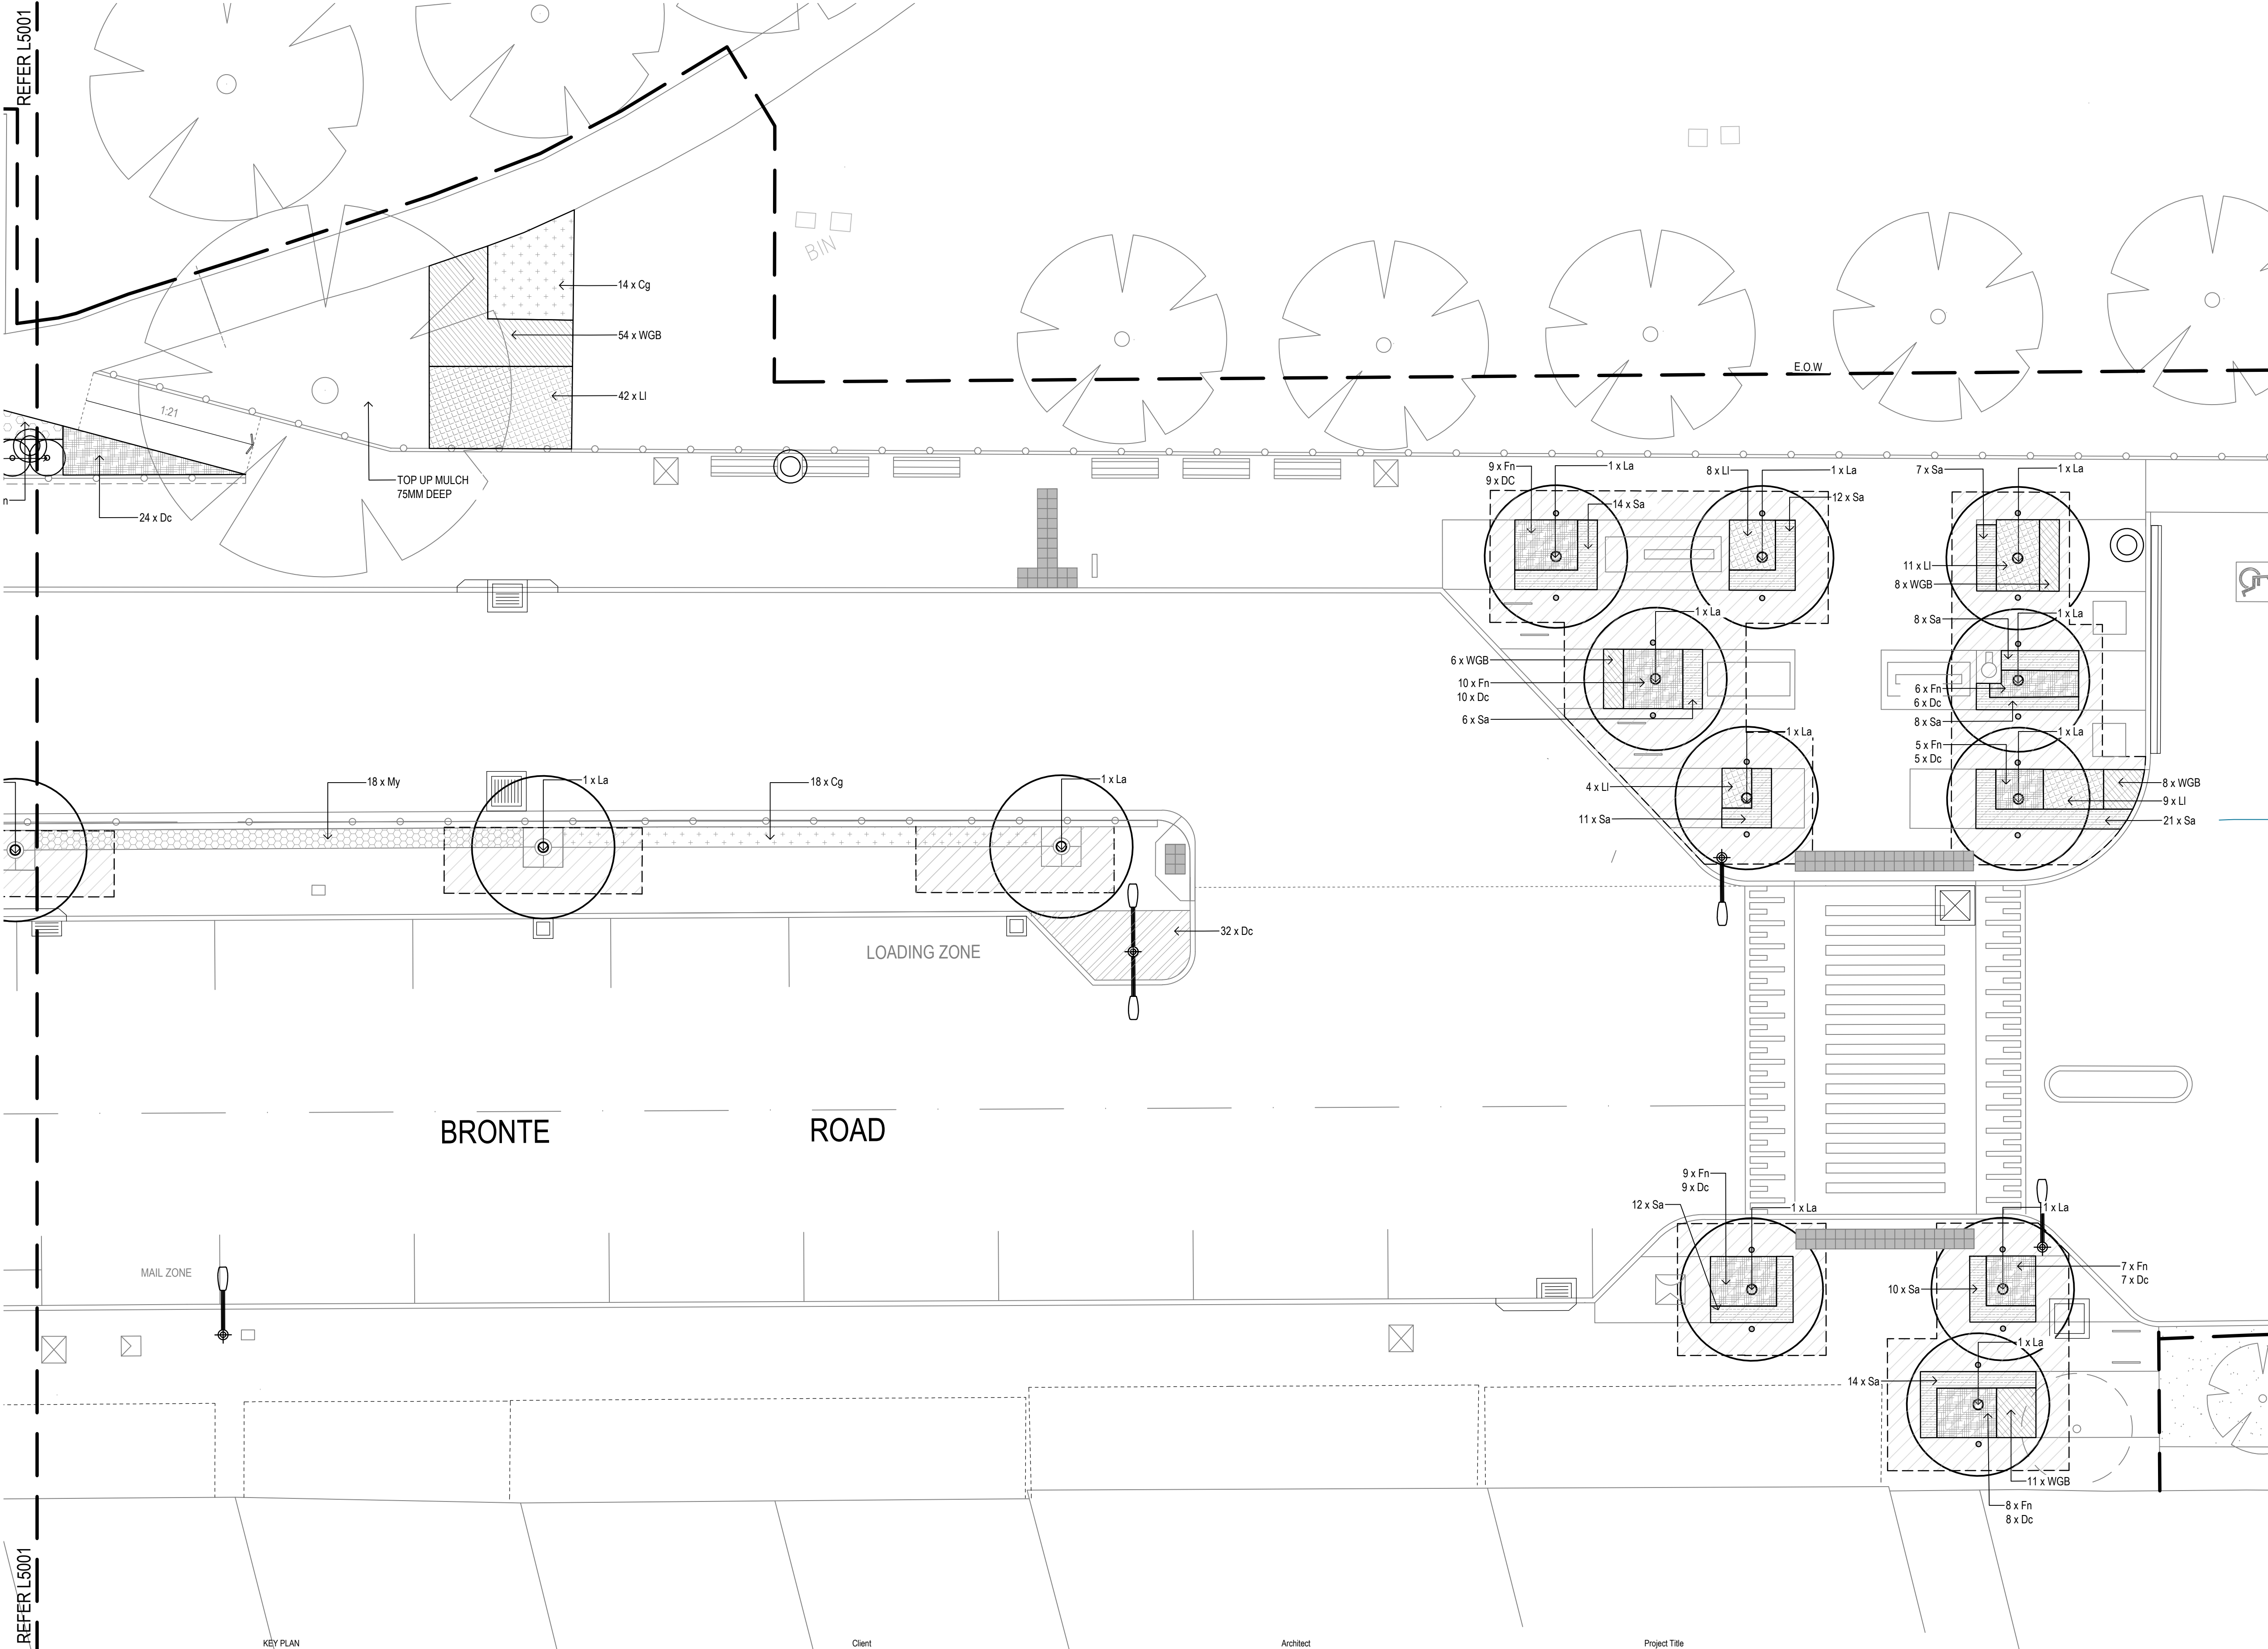 REFER L5001
BIN
14 x Cg
54 x WGB
42 x LI
E.O.W
1:21
TOP UP MULCH
75MM DEEP
n
24 x Dc
9 x Fn
9 x DC
1 x La
14 x Sa
8 x LI
1 x La
12 x Sa
7 x Sa
1 x La
11 x LI
8 x WGB
1 x La
6 x WGB
10 x Fn
10 x Dc
6 x Sa
1 x La
8 x Sa
6 x Fn
6 x Dc
8 x Sa
1 x La
4 x LI
11 x Sa
1 x La
5 x Fn
5 x Dc
8 x WGB
9 x LI
21 x Sa
18 x My
1 x La
18 x Cg
1 x La
32 x Dc
LOADING ZONE
BRONTE ROAD
9 x Fn
9 x Dc
12 x Sa
1 x La
1 x La
7 x Fn
7 x Dc
10 x Sa
MAIL ZONE
1 x La
14 x Sa
11 x WGB
8 x Fn
8 x Dc
REFER L5001
KEY PLAN
Client
Architect
Project Title